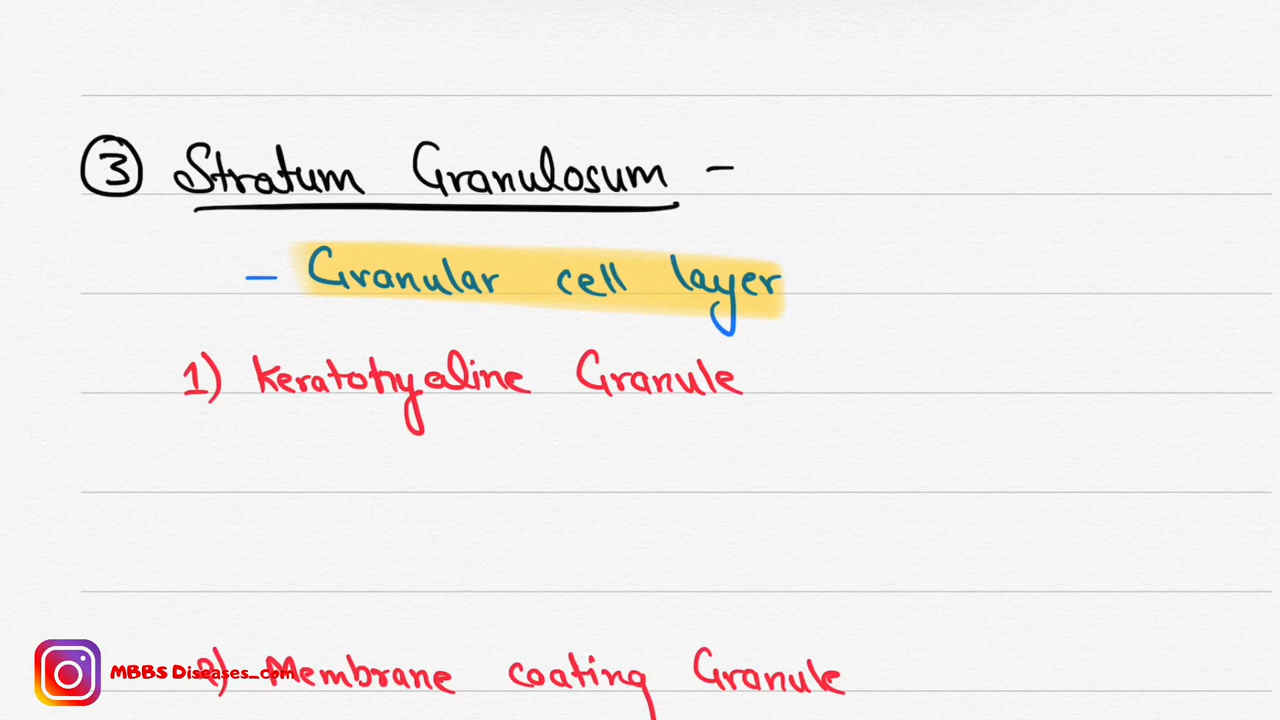 ③ Stratum Granulosum -
- Granular cell layer
1) Keratohyaline Granule
2) Membrane coating Granule
MBBS Diseases_com